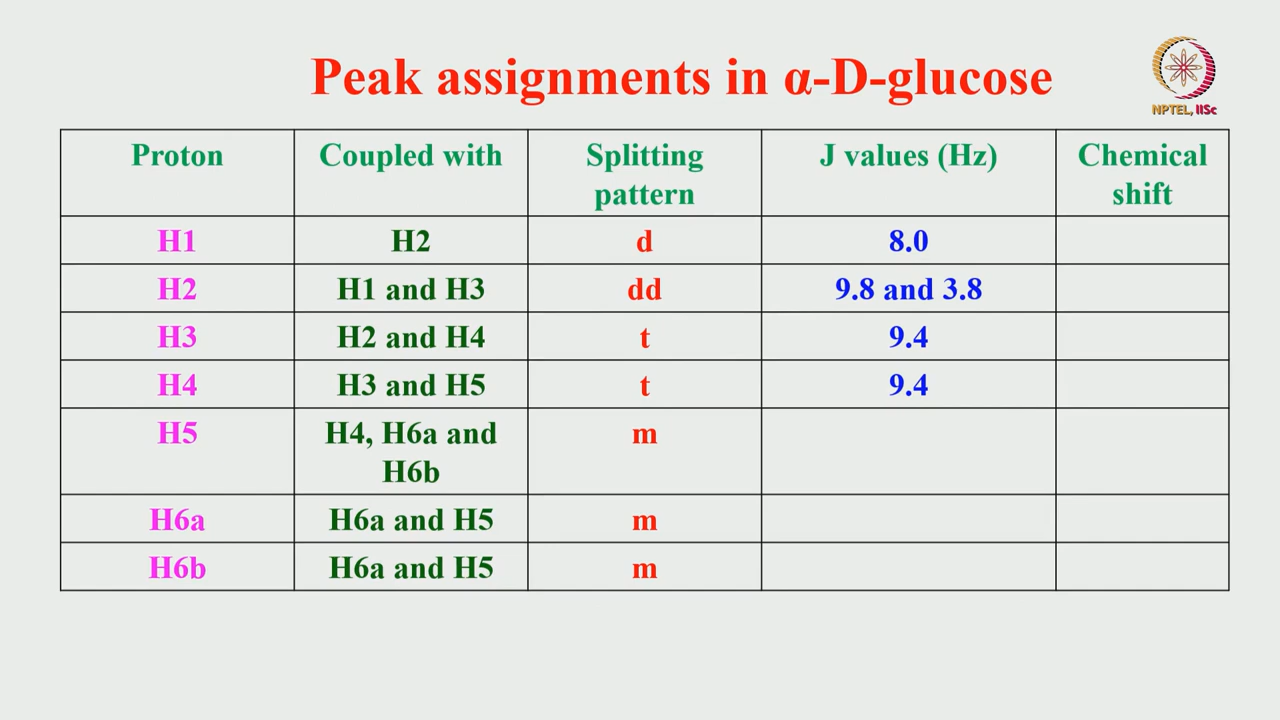 Peak assignments in α-D-glucose
NPTEL, IISc
Proton Coupled with Splitting pattern J values (Hz) Chemical shift
H1 H2 d 8.0
H2 H1 and H3 dd 9.8 and 3.8
H3 H2 and H4 t 9.4
H4 H3 and H5 t 9.4
H5 H4, H6a and H6b m
H6a H6a and H5 m
H6b H6a and H5 m